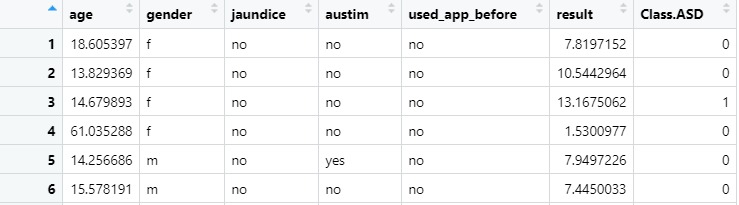 age gender jaundice austim used_app_before result Class.ASD
1 18.605397 f no no no 7.8197152 0
2 13.829369 f no no no 10.5442964 0
3 14.679893 f no no no 13.1675062 1
4 61.035288 f no no no 1.5300977 0
5 14.256686 m no yes no 7.9497226 0
6 15.578191 m no no no 7.4450033 0